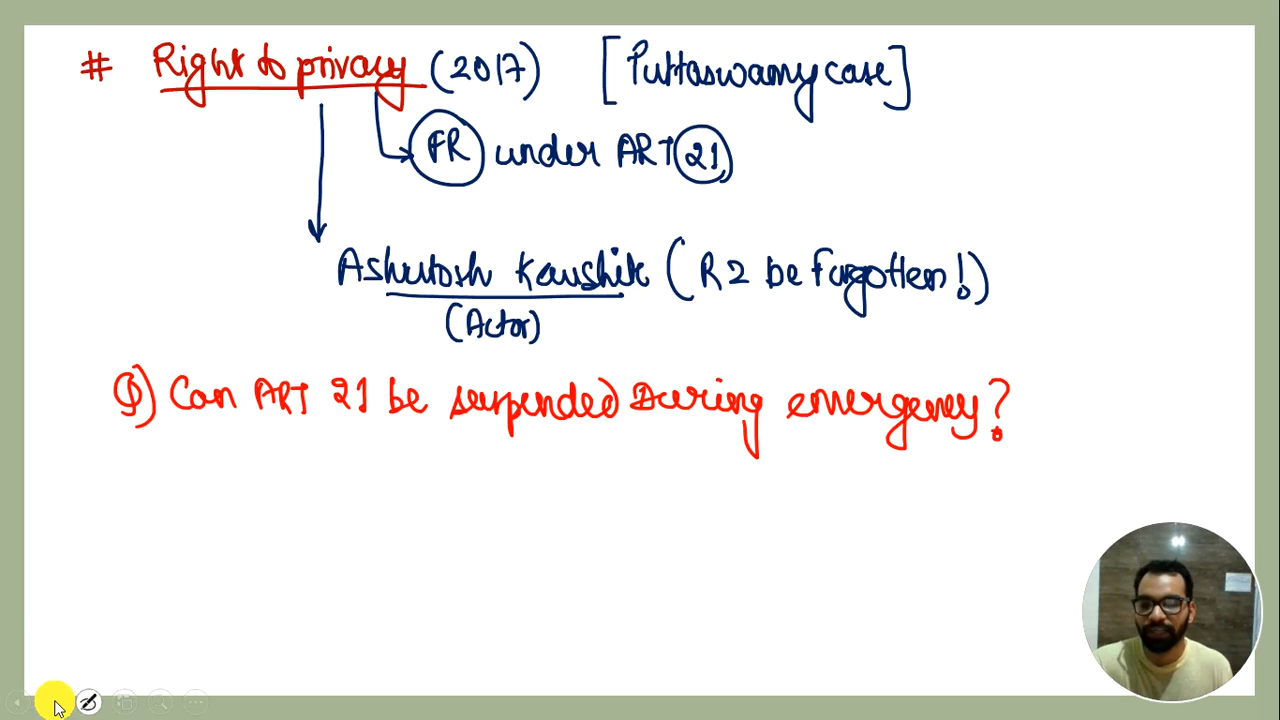 # Right to privacy (2017) [Puttaswamy case]
FR under ART 21
Ashutosh Kaushik (R2 be Forgotten!)
(Actor)
Q) Can ART 21 be suspended During emergency?